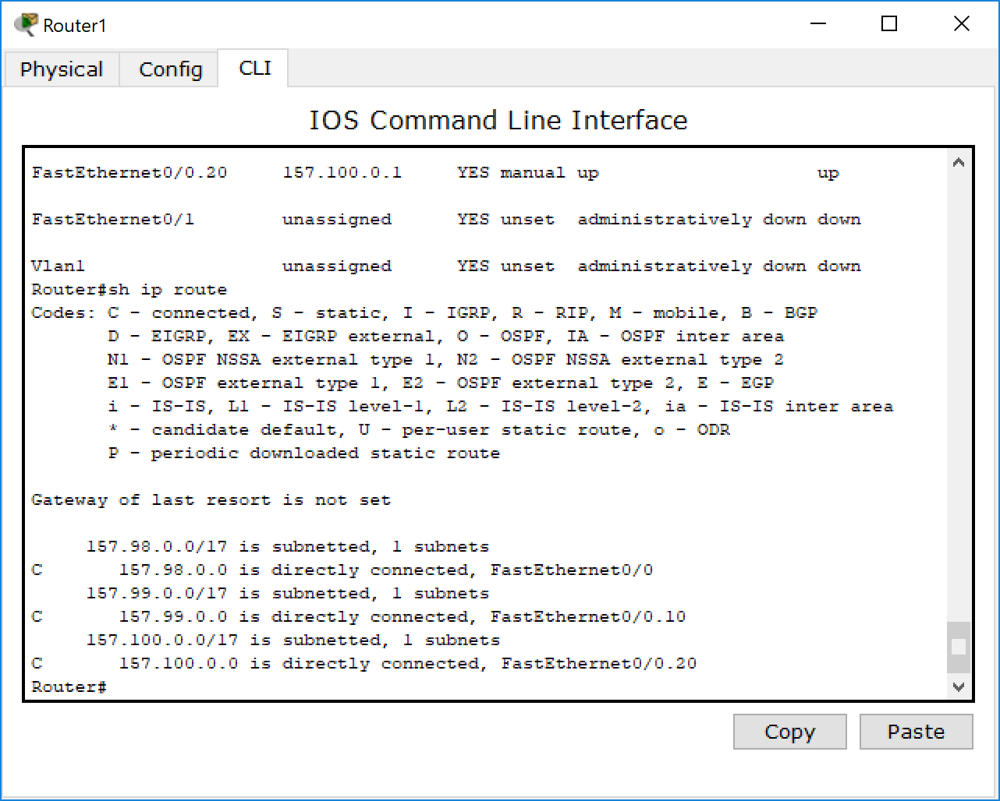 Router1
Physical Config CLI
IOS Command Line Interface
FastEthernet0/0.20     157.100.0.1     YES manual up                    up
FastEthernet0/1        unassigned      YES unset  administratively down down
Vlan1                  unassigned      YES unset  administratively down down
Router#sh ip route
Codes: C - connected, S - static, I - IGRP, R - RIP, M - mobile, B - BGP
       D - EIGRP, EX - EIGRP external, O - OSPF, IA - OSPF inter area
       N1 - OSPF NSSA external type 1, N2 - OSPF NSSA external type 2
       E1 - OSPF external type 1, E2 - OSPF external type 2, E - EGP
       i - IS-IS, L1 - IS-IS level-1, L2 - IS-IS level-2, ia - IS-IS inter area
       * - candidate default, U - per-user static route, o - ODR
       P - periodic downloaded static route
Gateway of last resort is not set
     157.98.0.0/17 is subnetted, 1 subnets
C       157.98.0.0 is directly connected, FastEthernet0/0
     157.99.0.0/17 is subnetted, 1 subnets
C       157.99.0.0 is directly connected, FastEthernet0/0.10
     157.100.0.0/17 is subnetted, 1 subnets
C       157.100.0.0 is directly connected, FastEthernet0/0.20
Router#
Copy Paste